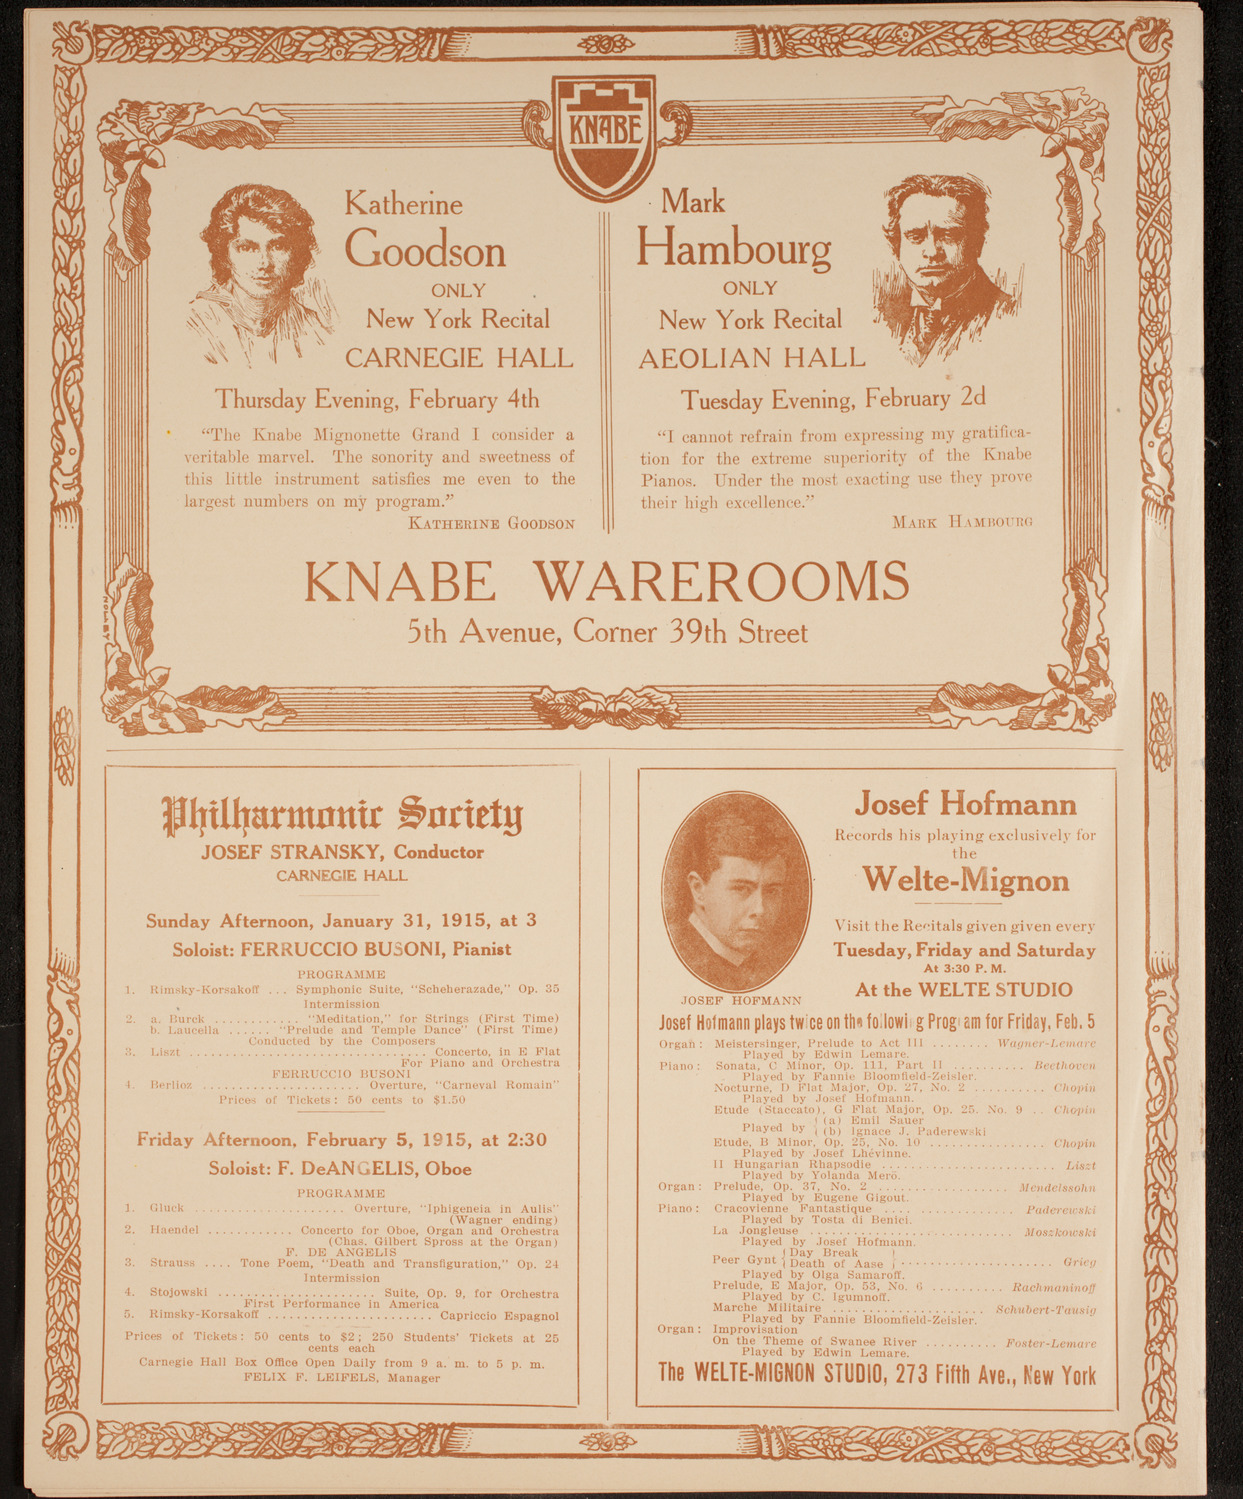 KNABE
Katherine
Goodson
ONLY
New York Recital
CARNEGIE HALL
Thursday Evening, February 4th
"The Knabe Mignonette Grand I consider a
veritable marvel. The sonority and sweetness of
this little instrument satisfies me even to the
largest numbers on my program."
KATHERINE GOODSON
Mark
Hambourg
ONLY
New York Recital
AEOLIAN HALL
Tuesday Evening, February 2d
"I cannot refrain from expressing my gratifica-
tion for the extreme superiority of the Knabe
Pianos. Under the most exacting use they prove
their high excellence."
MARK HAMBOURG
KNABE WAREROOMS
5th Avenue, Corner 39th Street
Philharmonic Society
JOSEF STRANSKY, Conductor
CARNEGIE HALL
Sunday Afternoon, January 31, 1915, at 3
Soloist: FERRUCCIO BUSONI, Pianist
PROGRAMME
1. Rimsky-Korsakoff ... Symphonic Suite, "Scheherazade," Op. 35
Intermission
2. a. Burck ............ "Meditation," for Strings (First Time)
b. Laucella ...... "Prelude and Temple Dance" (First Time)
Conducted by the Composers
3. Liszt ................................ Concerto, in E Flat
For Piano and Orchestra
FERRUCCIO BUSONI
4. Berlioz ........................ Overture, "Carneval Romain"
Prices of Tickets: 50 cents to $1.50
Friday Afternoon, February 5, 1915, at 2:30
Soloist: F. DeANGELIS, Oboe
PROGRAMME
1. Gluck ..................... Overture, "Iphigeneia in Aulis"
(Wagner ending)
2. Haendel ............ Concerto for Oboe, Organ and Orchestra
(Chas. Gilbert Spross at the Organ)
F. DE ANGELIS
3. Strauss .... Tone Poem, "Death and Transfiguration," Op. 24
Intermission
4. Stojowski ...................... Suite, Op. 9, for Orchestra
First Performance in America
5. Rimsky-Korsakoff ....................... Capriccio Espagnol
Prices of Tickets: 50 cents to $2; 250 Students' Tickets at 25
cents each
Carnegie Hall Box Office Open Daily from 9 a. m. to 5 p. m.
FELIX F. LEIFELS, Manager
JOSEF HOFMANN
Josef Hofmann
Records his playing exclusively for
the
Welte-Mignon
Visit the Recitals given given every
Tuesday, Friday and Saturday
At 3:30 P. M.
At the WELTE STUDIO
Josef Hofmann plays twice on the following Program for Friday, Feb. 5
Organ: Meistersinger, Prelude to Act III ........ Wagner-Lemare
Played by Edwin Lemare.
Piano: Sonata, C Minor, Op. 111, Part II .......... Beethoven
Played by Fannie Bloomfield-Zeisler.
Nocturne, D Flat Major, Op. 27, No. 2 .......... Chopin
Played by Josef Hofmann.
Etude (Staccato), G Flat Major, Op. 25, No. 9 .. Chopin
Played by (a) Emil Sauer
(b) Ignace J. Paderewski
Etude, B Minor, Op. 25, No. 10 ................. Chopin
Played by Josef Lhévinne.
II Hungarian Rhapsodie ........................ Liszt
Played by Yolanda Merö.
Organ: Prelude, Op. 37, No. 2 .................. Mendelssohn
Played by Eugene Gigout.
Piano: Cracovienne Fantastique .................. Paderewski
Played by Tosta di Benici.
La Jongleuse .............................. Moszkowski
Played by Josef Hofmann.
Peer Gynt { Day Break
Death of Aase } ........................ Grieg
Played by Olga Samaroff.
Prelude, E Major, Op. 53, No. 6 .......... Rachmaninoff
Played by C. Igumnoff.
Marche Militaire ...................... Schubert-Tausig
Played by Fannie Bloomfield-Zeisler.
Organ: Improvisation
On the Theme of Swanee River .......... Foster-Lemare
Played by Edwin Lemare.
The WELTE-MIGNON STUDIO, 273 Fifth Ave., New York